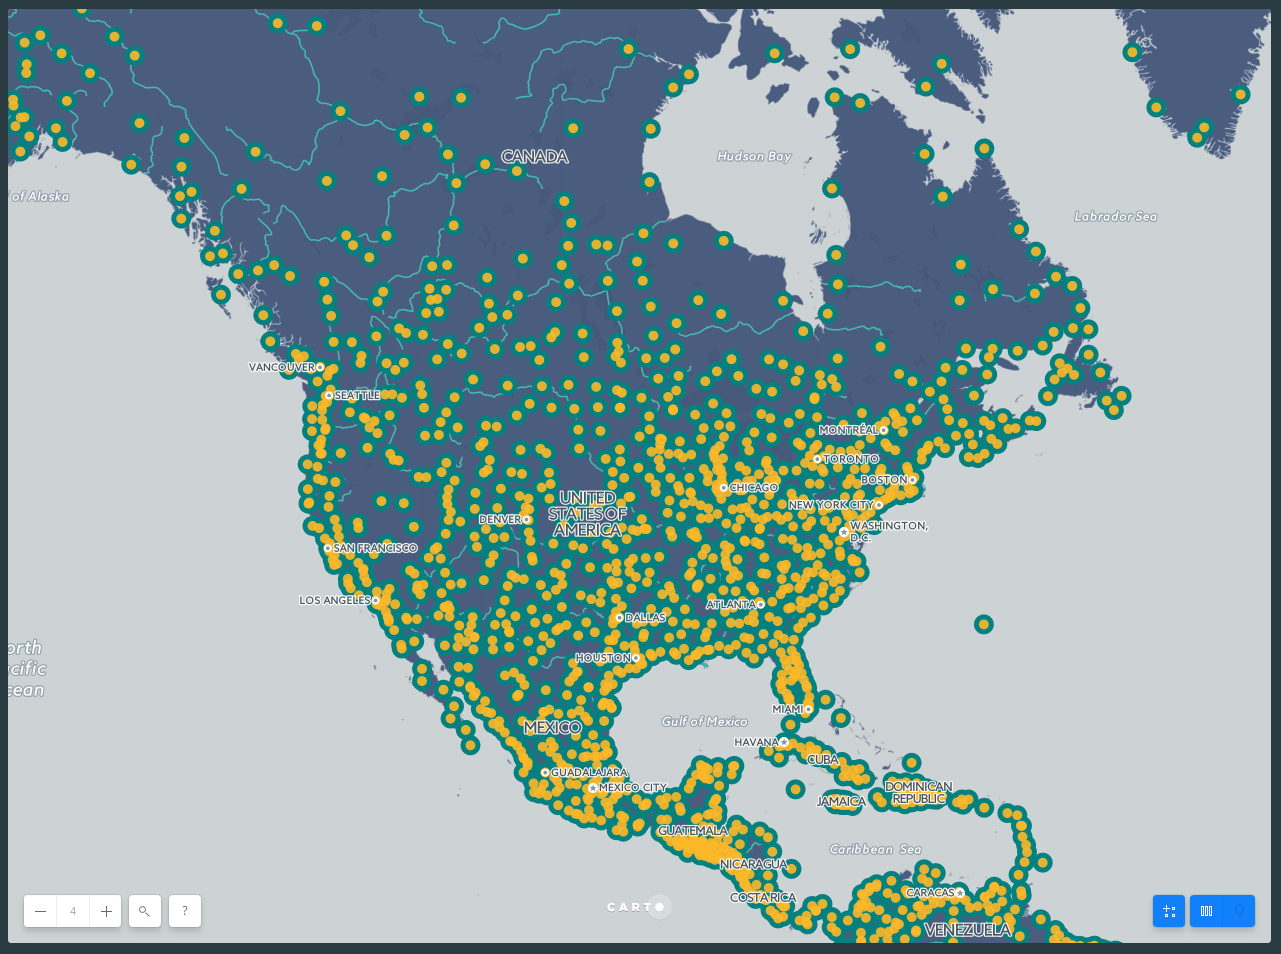 CANADA
Hudson Bay
of Alaska
Labrador Sea
VANCOUVER
SEATTLE
MONTRÉAL
TORONTO
BOSTON
CHICAGO
UNITED
STATES OF
AMERICA
NEW YORK CITY
DENVER
WASHINGTON,
D.C.
SAN FRANCISCO
LOS ANGELES
ATLANTA
DALLAS
HOUSTON
orth
acific
cean
MIAMI
Gulf of Mexico
MEXICO
HAVANA
CUBA
GUADALAJARA
MEXICO CITY
DOMINICAN
REPUBLIC
JAMAICA
GUATEMALA
Caribbean Sea
NICARAGUA
CARACAS
COSTA RICA
VENEZUELA
4
?
CARTO